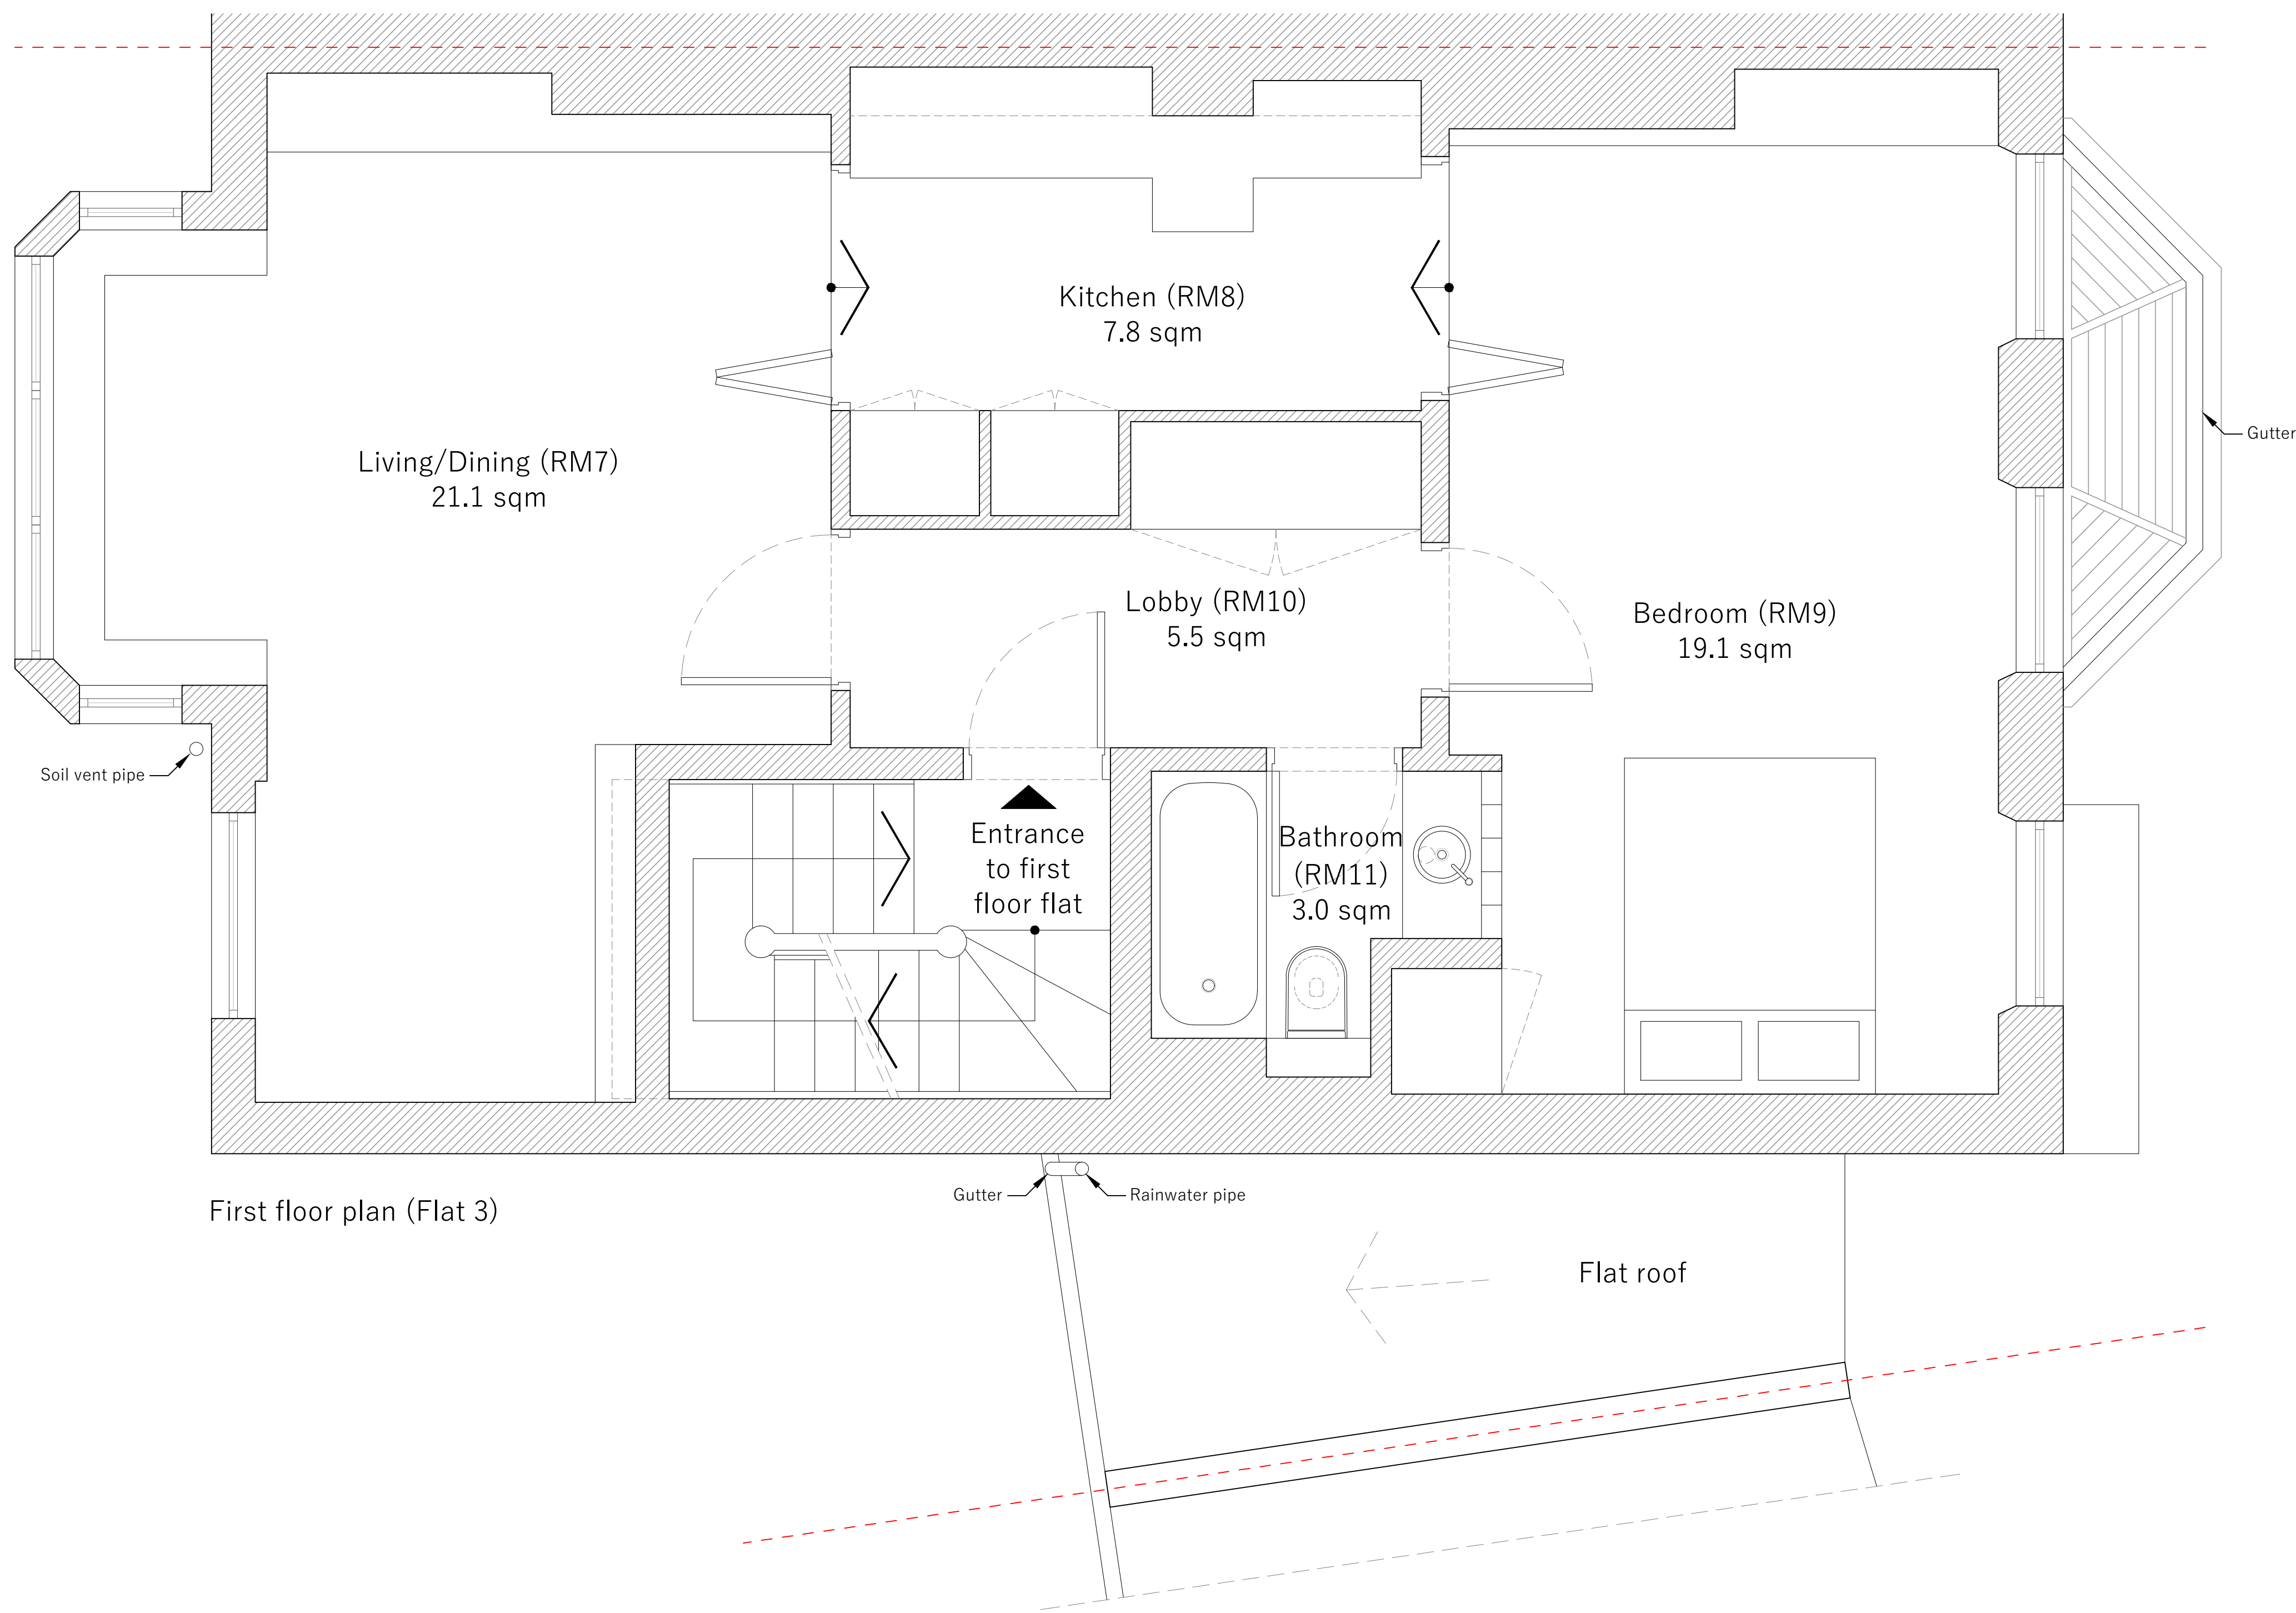 Kitchen (RM8)
7.8 sqm
Gutter
Living/Dining (RM7)
21.1 sqm
Lobby (RM10)
5.5 sqm
Bedroom (RM9)
19.1 sqm
Soil vent pipe
Entrance
to first
floor flat
Bathroom
(RM11)
3.0 sqm
Gutter
Rainwater pipe
First floor plan (Flat 3)
Flat roof